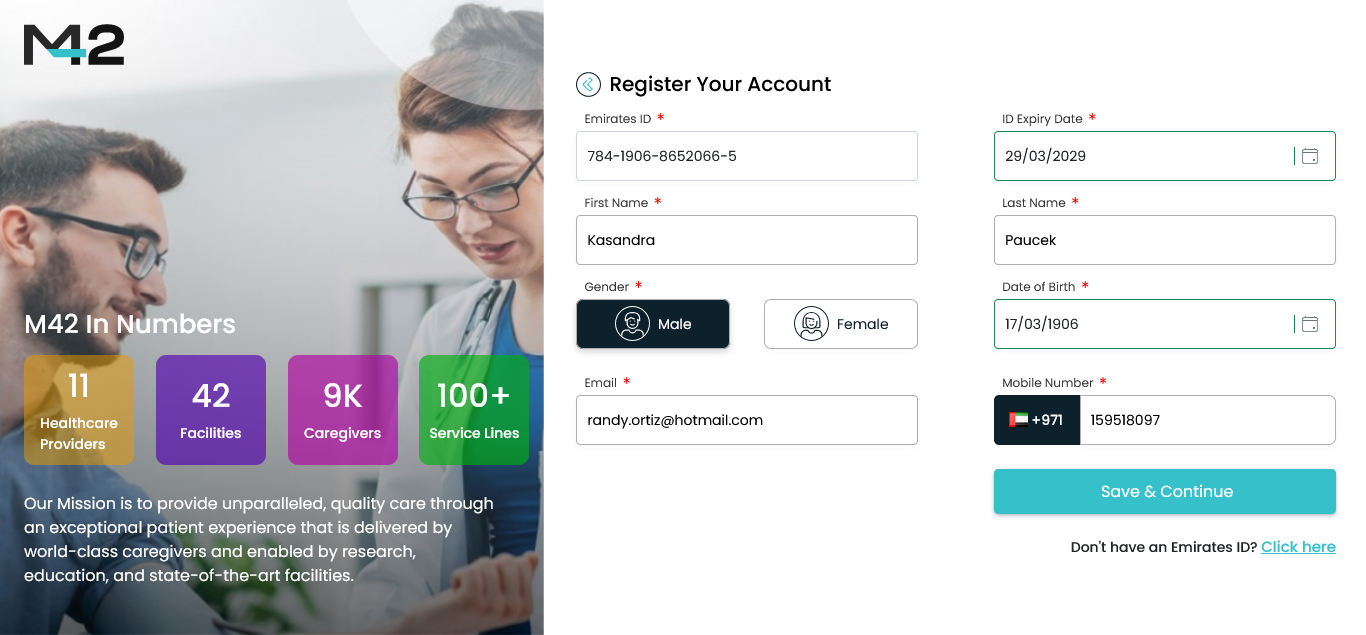 M42
M42 In Numbers
11
Healthcare
Providers
42
Facilities
9K
Caregivers
100+
Service Lines
Our Mission is to provide unparalleled, quality care through
an exceptional patient experience that is delivered by
world-class caregivers and enabled by research,
education, and state-of-the-art facilities.
Register Your Account
Emirates ID *
784-1906-8652066-5
ID Expiry Date *
29/03/2029
First Name *
Kasandra
Last Name *
Paucek
Gender *
Male
Female
Date of Birth *
17/03/1906
Email *
randy.ortiz@hotmail.com
Mobile Number *
+971 159518097
Save & Continue
Don't have an Emirates ID? Click here